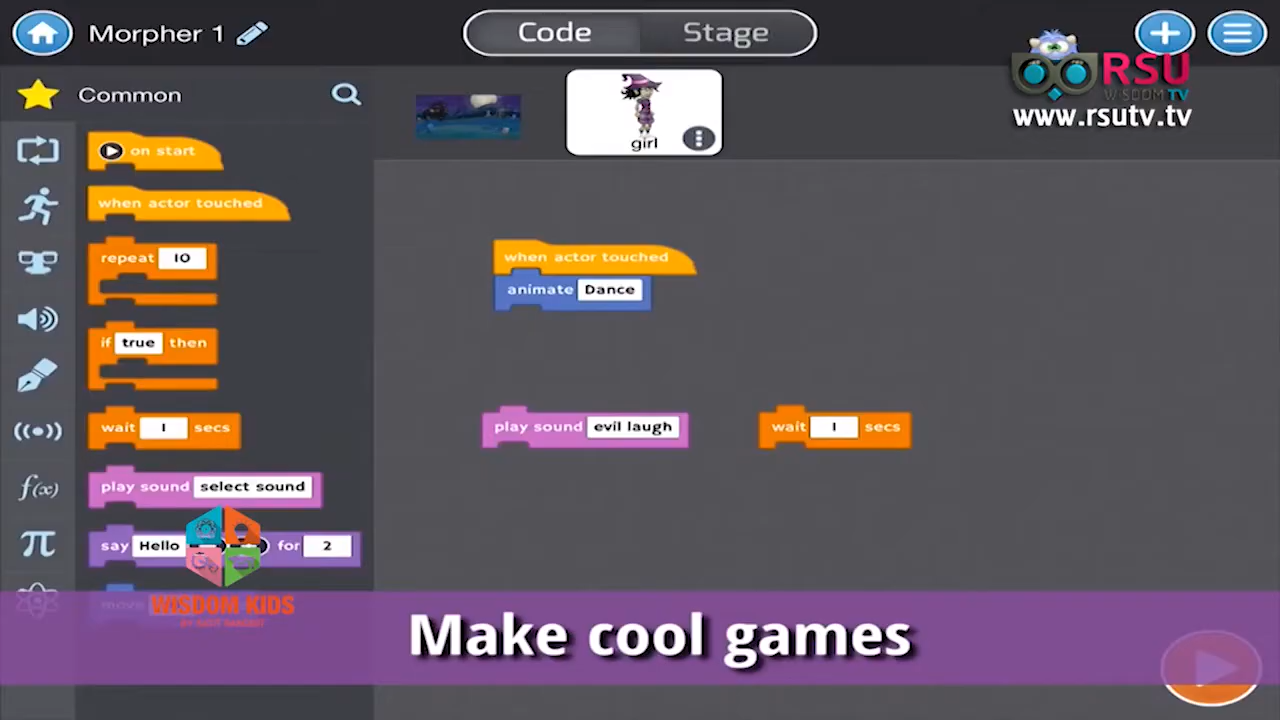 Morpher 1
Code
Stage
RSU
WISDOM TV
www.rsutv.tv
Common
girl
on start
when actor touched
repeat 10
if true then
wait 1 secs
play sound select sound
say Hello for 2
move
f(x)
π
when actor touched
animate Dance
play sound evil laugh
wait 1 secs
WISDOM KIDS
Make cool games